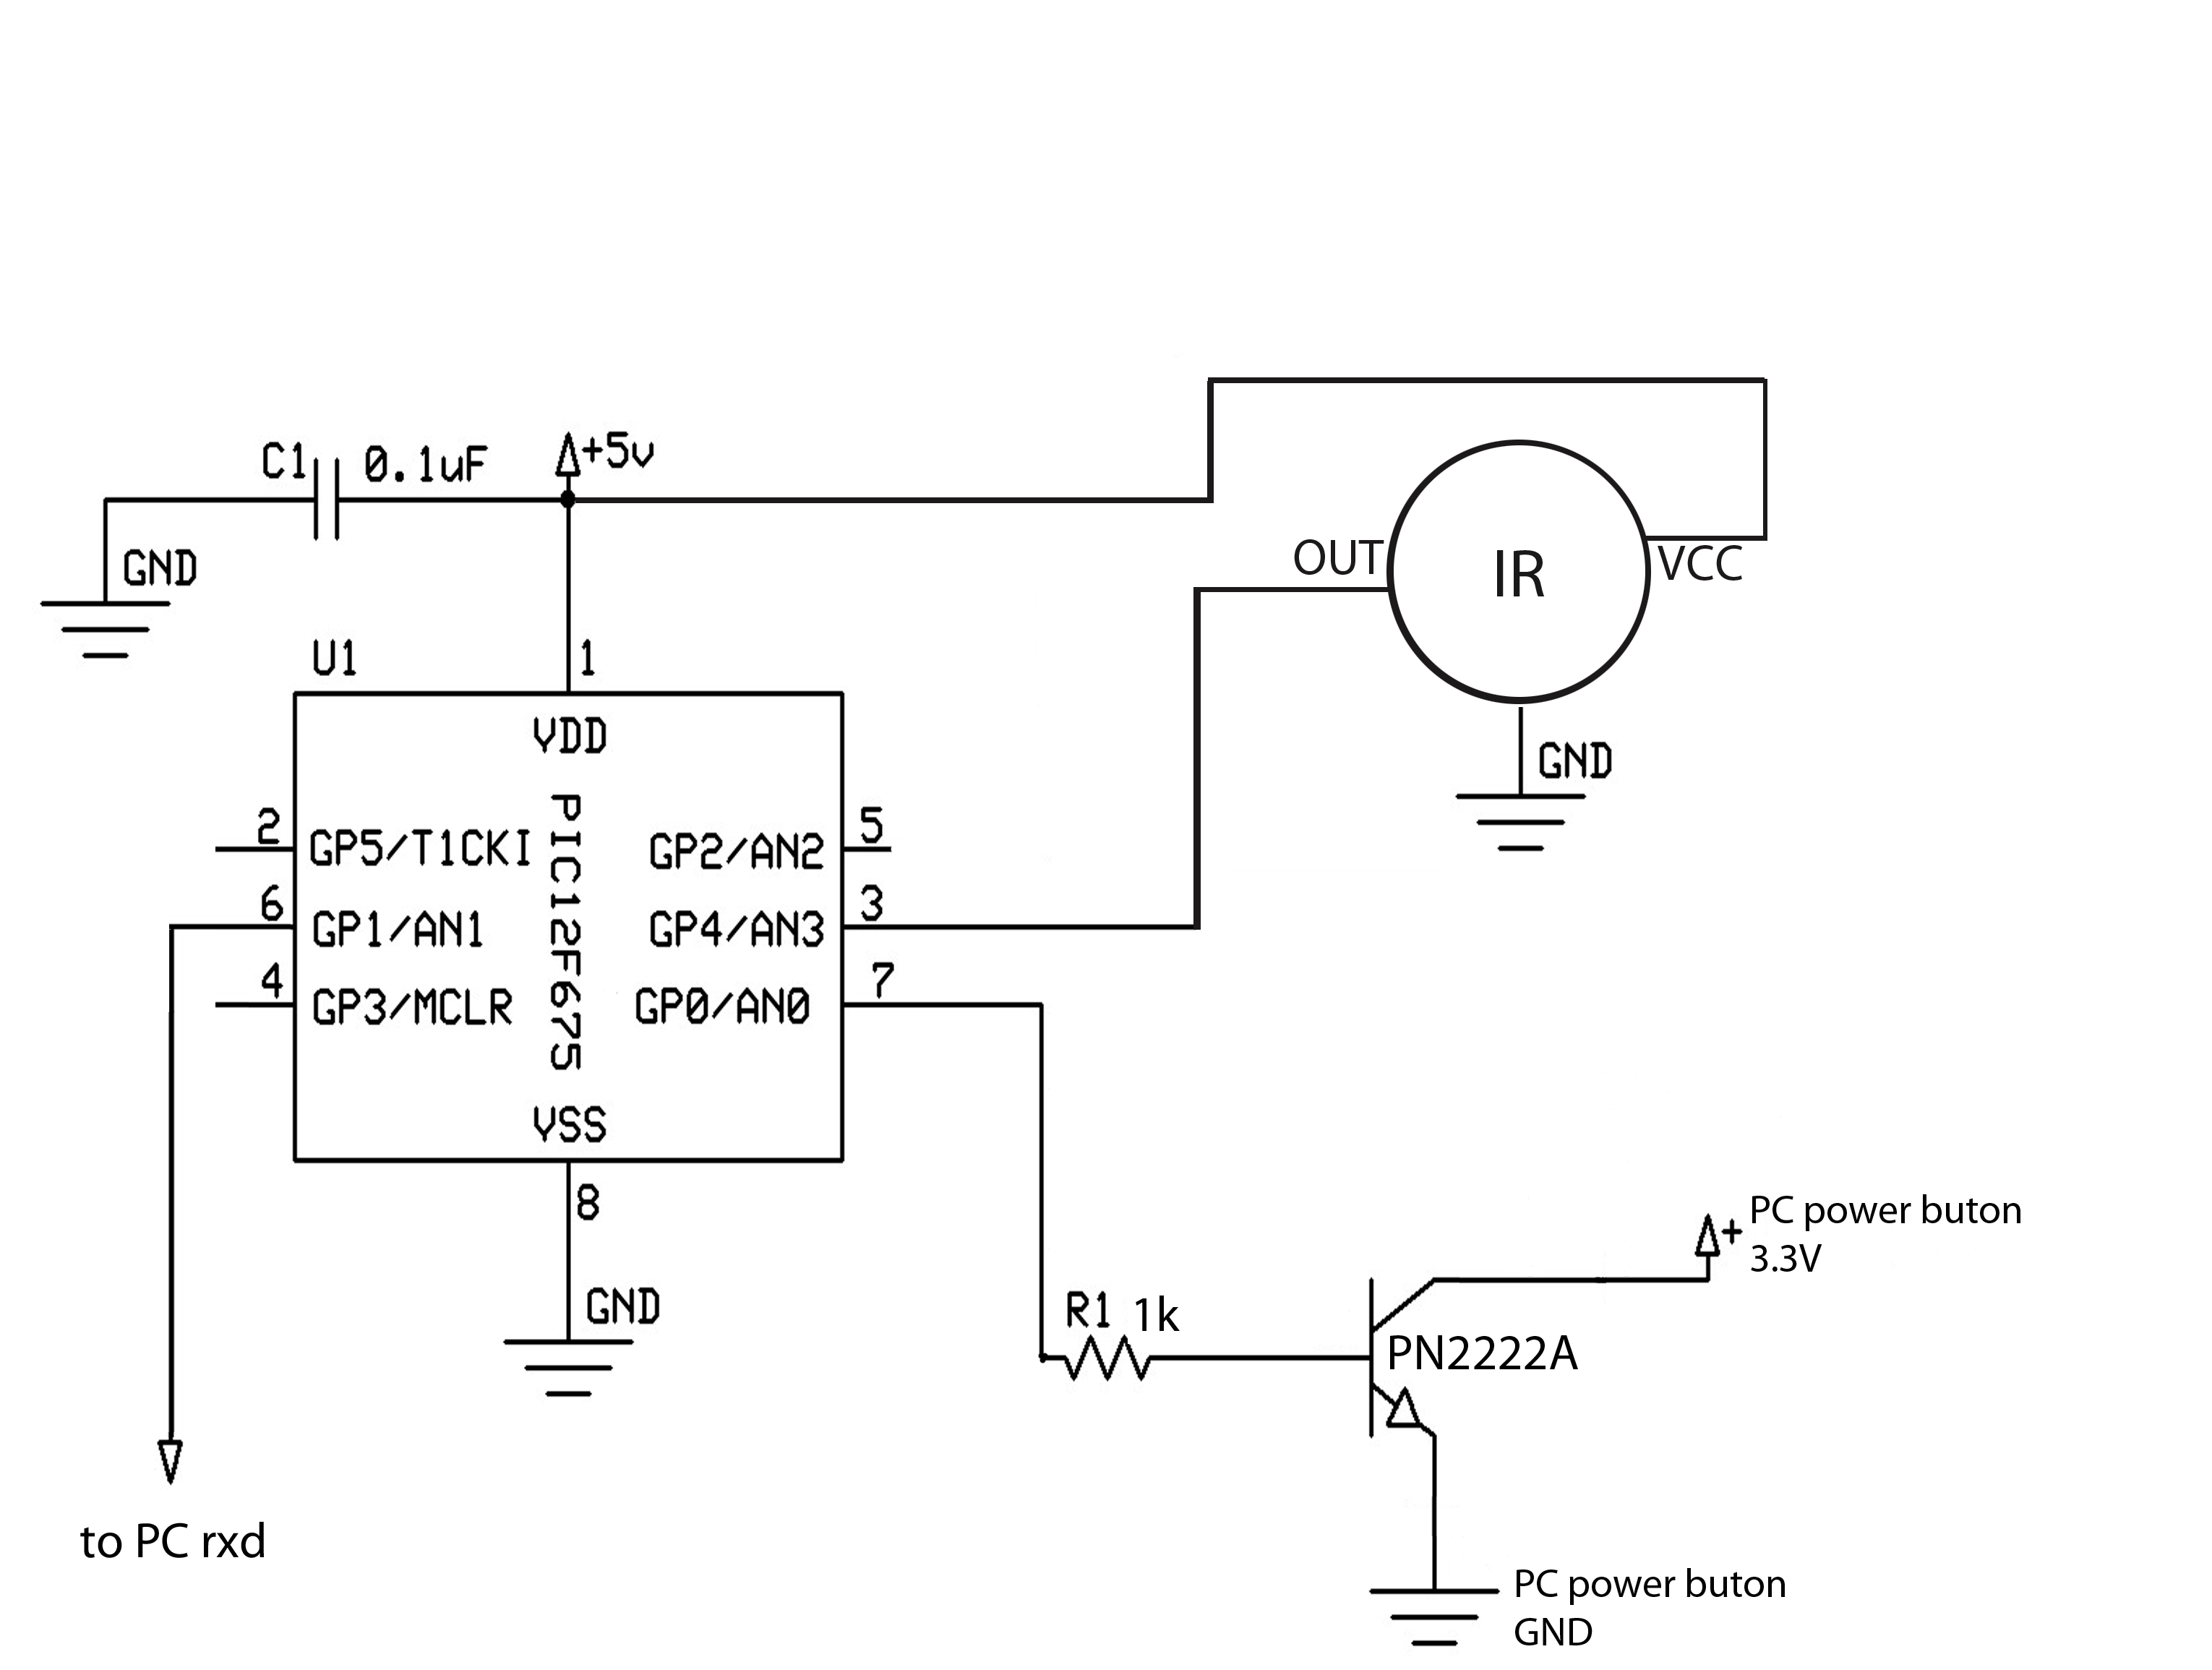 C1 0.1uF
+5v
GND
OUT
IR
VCC
GND
U1
1
VDD
PIC12F675
2
GP5/T1CKI
GP2/AN2
5
6
GP1/AN1
GP4/AN3
3
4
GP3/MCLR
GP0/AN0
7
VSS
8
GND
R1 1k
PN2222A
+ PC power buton
3.3V
to PC rxd
PC power buton
GND